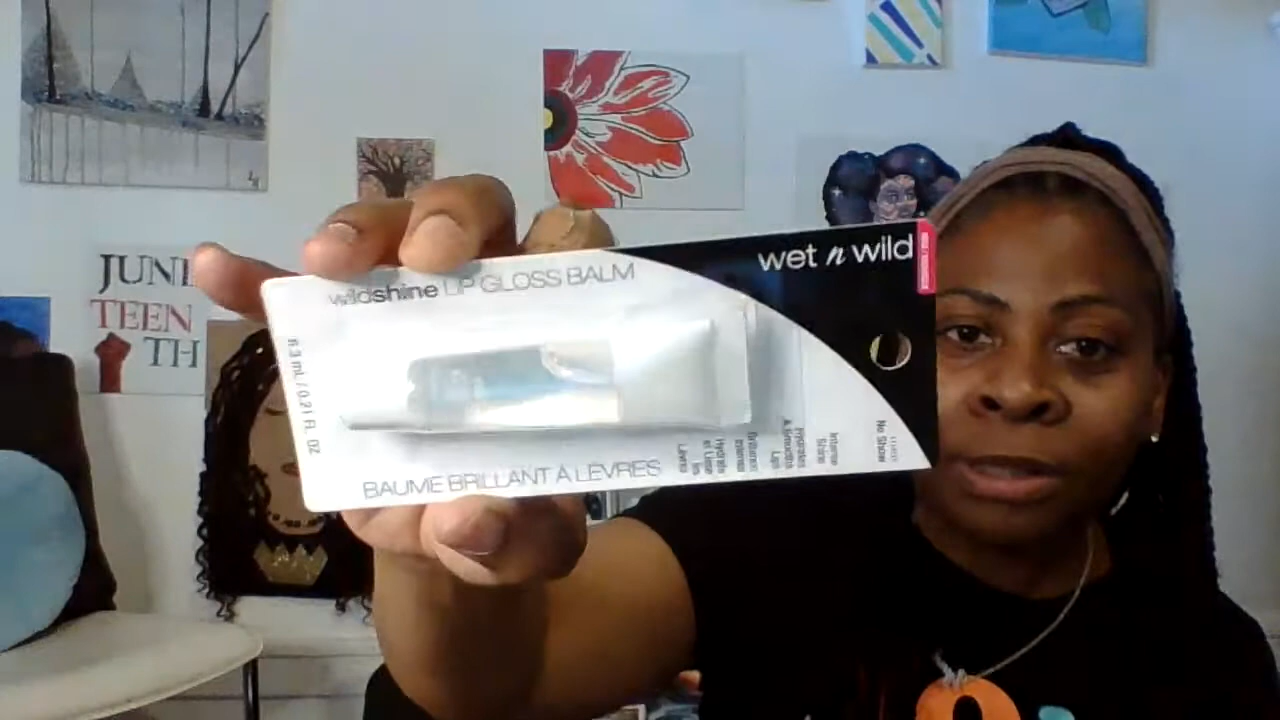 JUNE
TEEN
TH
wet n wild
wildshine LIP GLOSS BALM
6.3 mL / 0.21 FL OZ
BAUME BRILLANT À LÈVRES
Intense
Shine
Hydrates
& Smooths
Lips
Brillance
Intense
Hydrate
et Lisse
les
Lèvres
No Show